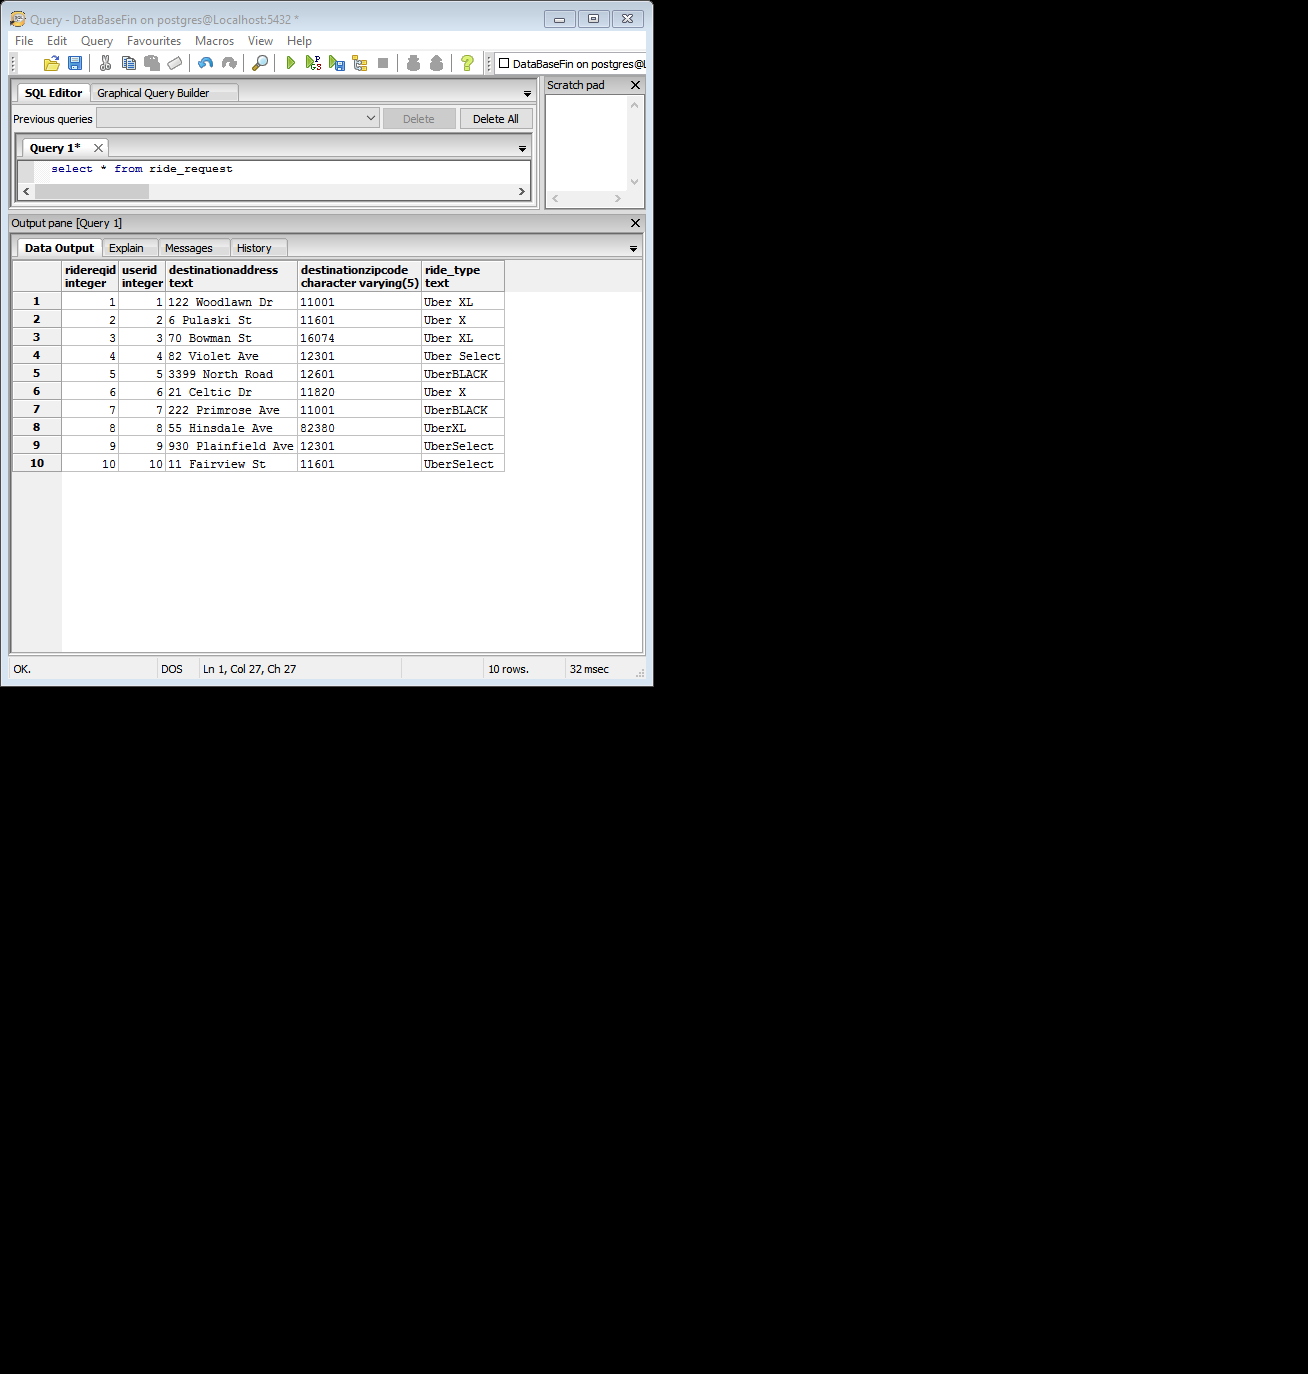 Query - DataBaseFin on postgres@Localhost:5432 *
File Edit Query Favourites Macros View Help
DataBaseFin on postgres@L
SQL Editor Graphical Query Builder
Scratch pad
Previous queries Delete Delete All
Query 1*
select * from ride_request
Output pane [Query 1]
Data Output Explain Messages History
ridereqid userid destinationaddress destinationzipcode ride_type
integer integer text character varying(5) text
1 1 1 122 Woodlawn Dr 11001 Uber XL
2 2 2 6 Pulaski St 11601 Uber X
3 3 3 70 Bowman St 16074 Uber XL
4 4 4 82 Violet Ave 12301 Uber Select
5 5 5 3399 North Road 12601 UberBLACK
6 6 6 21 Celtic Dr 11820 Uber X
7 7 7 222 Primrose Ave 11001 UberBLACK
8 8 8 55 Hinsdale Ave 82380 UberXL
9 9 9 930 Plainfield Ave 12301 UberSelect
10 10 10 11 Fairview St 11601 UberSelect
OK. DOS Ln 1, Col 27, Ch 27 10 rows. 32 msec